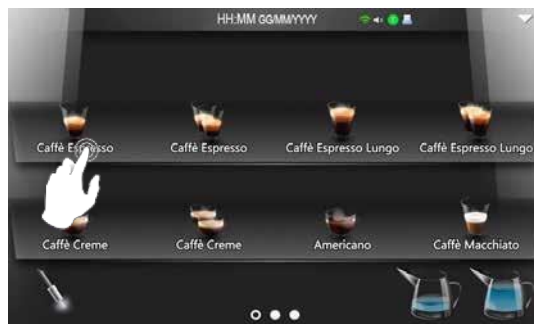 HH:MM GG/MM/YYYY
Caffè Espresso Caffè Espresso Caffè Espresso Lungo Caffè Espresso Lungo
Caffè Creme Caffè Creme Americano Caffè Macchiato